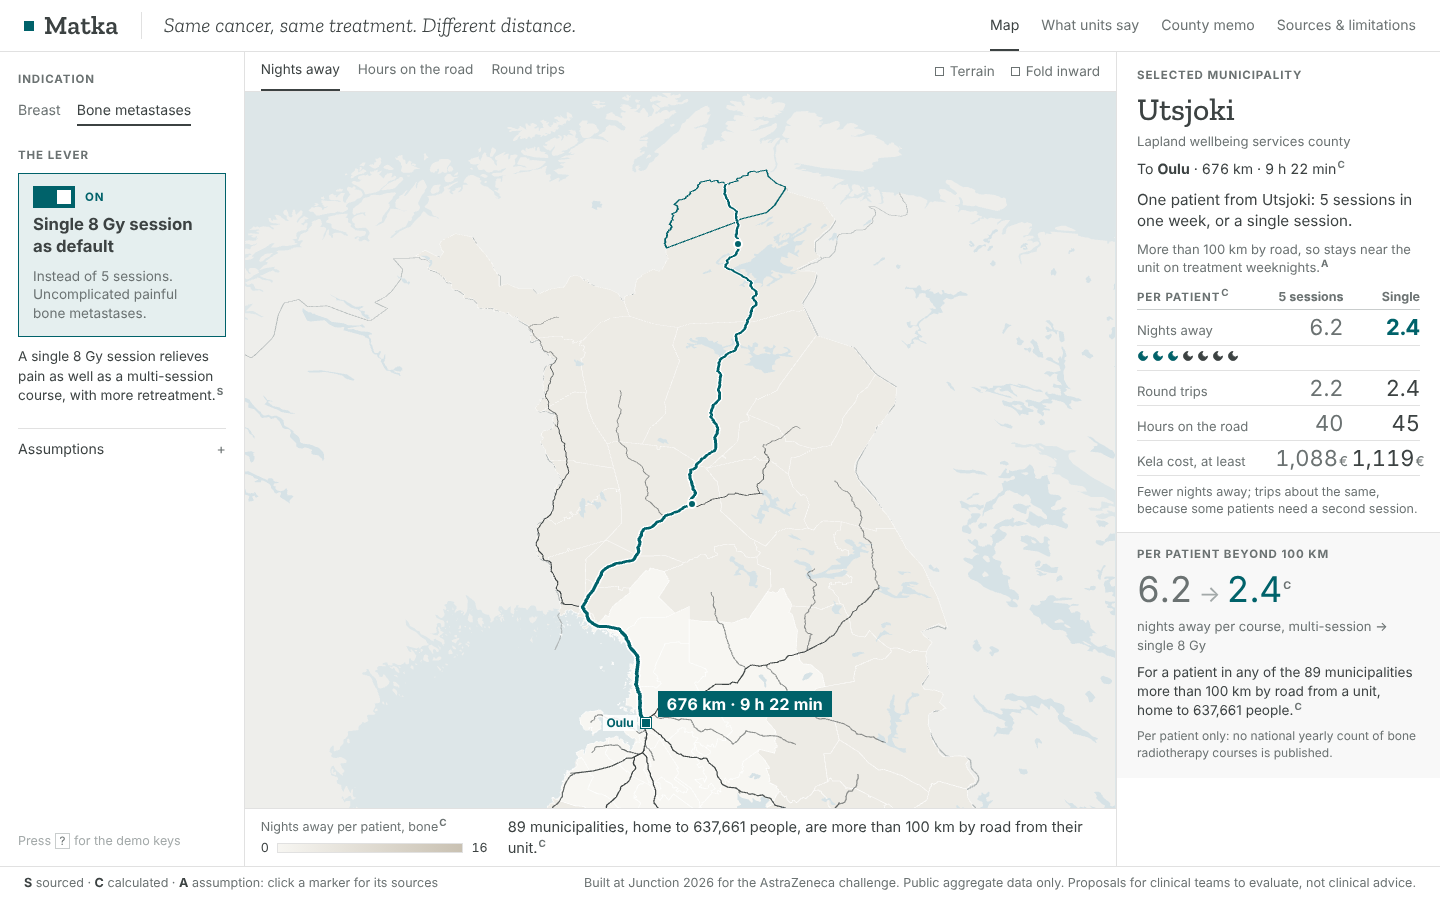 Matka
Same cancer, same treatment. Different distance.
Map What units say County memo Sources & limitations
INDICATION
Breast Bone metastases
THE LEVER
ON
Single 8 Gy session
as default
Instead of 5 sessions.
Uncomplicated painful
bone metastases.
A single 8 Gy session relieves
pain as well as a multi-session
course, with more retreatment. S
Assumptions +
Press ? for the demo keys
Nights away Hours on the road Round trips
Terrain Fold inward
676 km · 9 h 22 min
Oulu
Nights away per patient, bone C
0 16
89 municipalities, home to 637,661 people, are more than 100 km by road from their
unit. C
SELECTED MUNICIPALITY
Utsjoki
Lapland wellbeing services county
To Oulu · 676 km · 9 h 22 min C
One patient from Utsjoki: 5 sessions in
one week, or a single session.
More than 100 km by road, so stays near the
unit on treatment weeknights. A
PER PATIENT C 5 sessions Single
Nights away 6.2 2.4
Round trips 2.2 2.4
Hours on the road 40 45
Kela cost, at least 1,088€ 1,119€
Fewer nights away; trips about the same,
because some patients need a second session.
PER PATIENT BEYOND 100 KM
6.2 → 2.4 C
nights away per course, multi-session →
single 8 Gy
For a patient in any of the 89 municipalities
more than 100 km by road from a unit,
home to 637,661 people. C
Per patient only: no national yearly count of bone
radiotherapy courses is published.
S sourced · C calculated · A assumption: click a marker for its sources
Built at Junction 2026 for the AstraZeneca challenge. Public aggregate data only. Proposals for clinical teams to evaluate, not clinical advice.